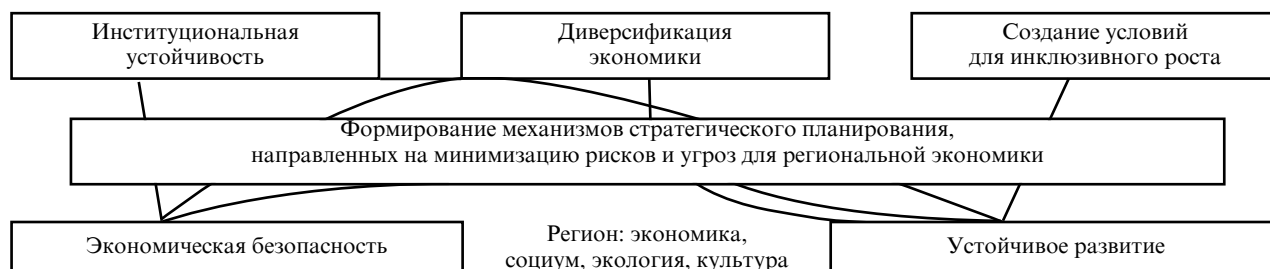 Институциональная
устойчивость
Диверсификация
экономики
Создание условий
для инклюзивного роста
Формирование механизмов стратегического планирования,
направленных на минимизацию рисков и угроз для региональной экономики
Экономическая безопасность
Регион: экономика,
социум, экология, культура
Устойчивое развитие